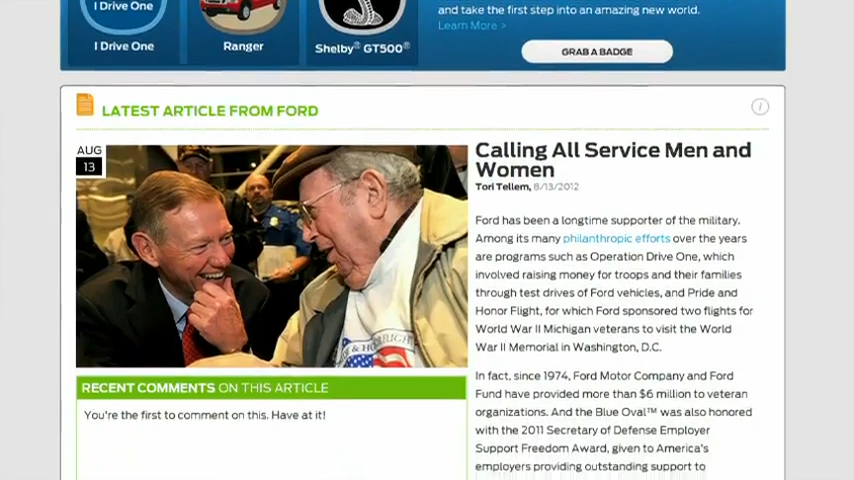 I Drive One
I Drive One
Ranger
Shelby® GT500®
and take the first step into an amazing new world.
Learn More >
GRAB A BADGE
LATEST ARTICLE FROM FORD
i
AUG
13
Calling All Service Men and
Women
Tori Tellem, 8/13/2012
Ford has been a longtime supporter of the military.
Among its many philanthropic efforts over the years
are programs such as Operation Drive One, which
involved raising money for troops and their families
through test drives of Ford vehicles, and Pride and
Honor Flight, for which Ford sponsored two flights for
World War II Michigan veterans to visit the World
War II Memorial in Washington, D.C.
In fact, since 1974, Ford Motor Company and Ford
Fund have provided more than $6 million to veteran
organizations. And the Blue Oval™ was also honored
with the 2011 Secretary of Defense Employer
Support Freedom Award, given to America's
employers providing outstanding support to
RECENT COMMENTS ON THIS ARTICLE
You're the first to comment on this. Have at it!